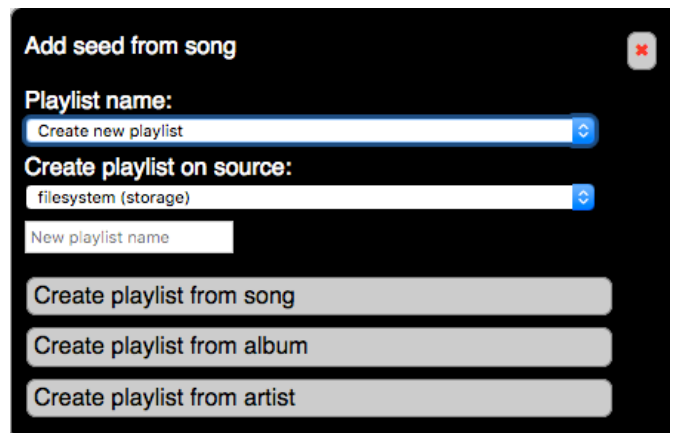 Add seed from song
Playlist name:
Create new playlist
Create playlist on source:
filesystem (storage)
New playlist name
Create playlist from song
Create playlist from album
Create playlist from artist